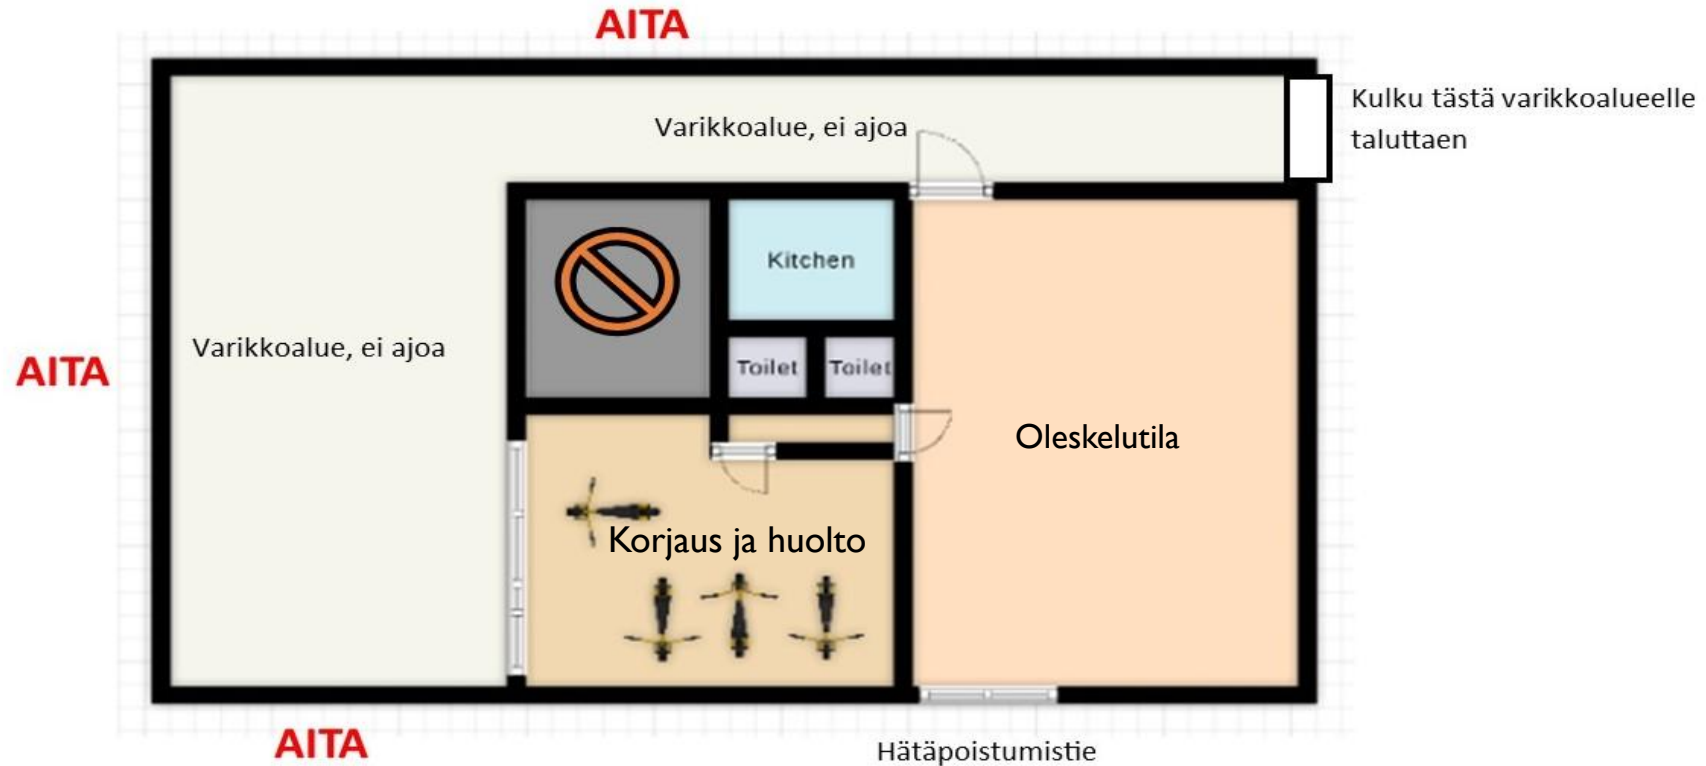 AITA
Kulku tästä varikkoalueelle
taluttaen
Varikkoalue, ei ajoa
Kitchen
Varikkoalue, ei ajoa
AITA
Toilet
Toilet
Oleskelutila
Korjaus ja huolto
AITA
Hätäpoistumistie